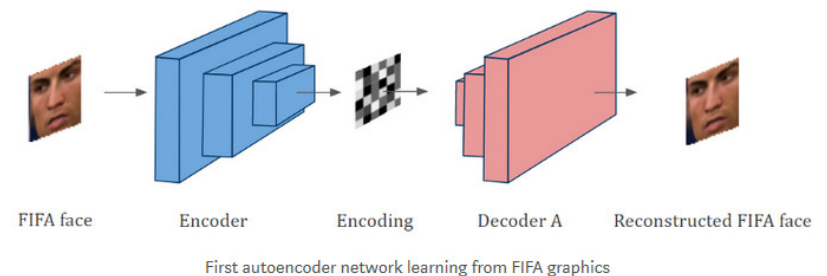 FIFA face Encoder Encoding Decoder A Reconstructed FIFA face
First autoencoder network learning from FIFA graphics